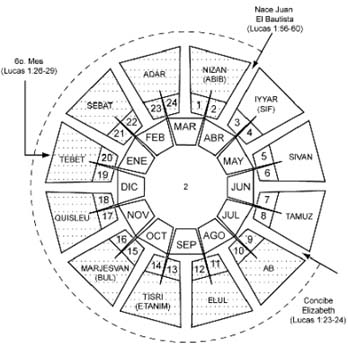 Nace Juan
El Bautista
(Lucas 1:56-60)
6o. Mes
(Lucas 1:26-29)
ADAR
NIZAN
(ABIB)
IYYAR
(SIF)
SIVAN
TAMUZ
AB
ELUL
TISRI
(ETANIM)
MARJESVAN
(BUL)
QUISLEU
TEBET
SEBAT
1
2
3
4
5
6
7
8
9
10
11
12
13
14
15
16
17
18
19
20
21
22
23
24
MAR
ABR
MAY
JUN
JUL
AGO
SEP
OCT
NOV
DIC
ENE
FEB
2
Concibe
Elizabeth
(Lucas 1:23-24)